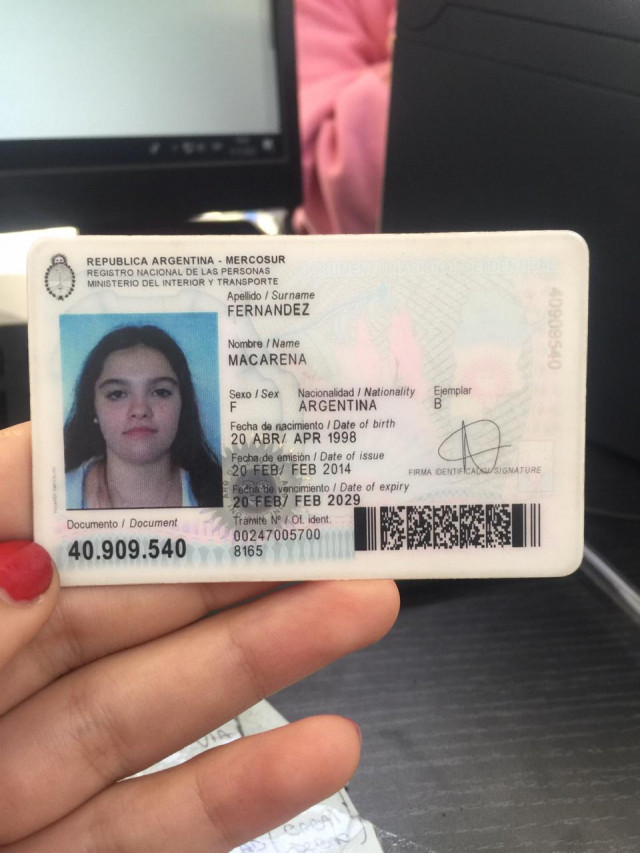 REPUBLICA ARGENTINA - MERCOSUR
REGISTRO NACIONAL DE LAS PERSONAS
MINISTERIO DEL INTERIOR Y TRANSPORTE
Apellido / Surname
FERNANDEZ
Nombre / Name
MACARENA
Sexo / Sex Nacionalidad / Nationality Ejemplar
F ARGENTINA B
Fecha de nacimiento / Date of birth
20 ABR/ APR 1998
Fecha de emisión / Date of issue
20 FEB/ FEB 2014
FIRMA IDENTIFICADO/SIGNATURE
Fecha de vencimiento / Date of expiry
20 FEB/ FEB 2029
Documento / Document
40.909.540
Trámite N° / Of. ident.
00247005700
8165
40909540